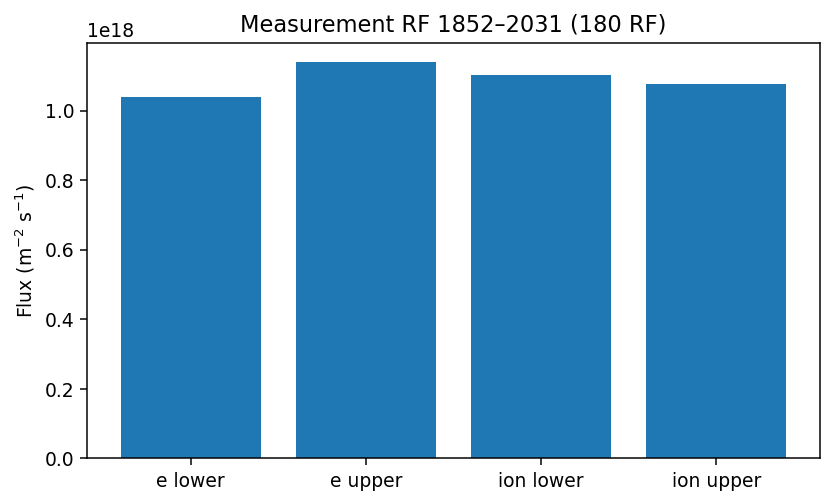 Measurement RF 1852–2031 (180 RF)
1e18
Flux (m⁻² s⁻¹)
1.0
0.8
0.6
0.4
0.2
0.0
e lower
e upper
ion lower
ion upper